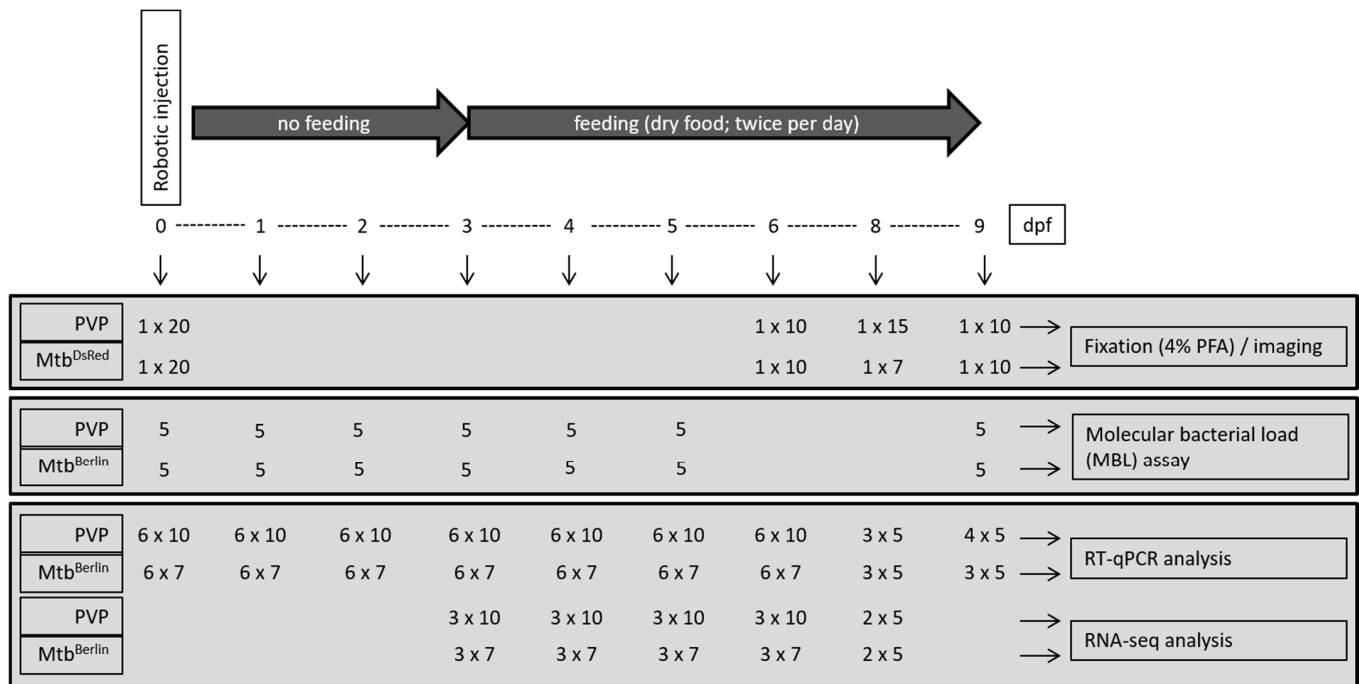 Robotic injection
no feeding
feeding (dry food; twice per day)
0 ---------- 1 ---------- 2 ---------- 3 ---------- 4 ---------- 5 ---------- 6 ---------- 8 ---------- 9 dpf
PVP 1 x 20 1 x 10 1 x 15 1 x 10
Mtb^DsRed 1 x 20 1 x 10 1 x 7 1 x 10
Fixation (4% PFA) / imaging
PVP 5 5 5 5 5 5 5
Mtb^Berlin 5 5 5 5 5 5 5
Molecular bacterial load
(MBL) assay
PVP 6 x 10 6 x 10 6 x 10 6 x 10 6 x 10 6 x 10 6 x 10 3 x 5 4 x 5
Mtb^Berlin 6 x 7 6 x 7 6 x 7 6 x 7 6 x 7 6 x 7 6 x 7 3 x 5 3 x 5
RT-qPCR analysis
PVP 3 x 10 3 x 10 3 x 10 3 x 10 2 x 5
Mtb^Berlin 3 x 7 3 x 7 3 x 7 3 x 7 2 x 5
RNA-seq analysis